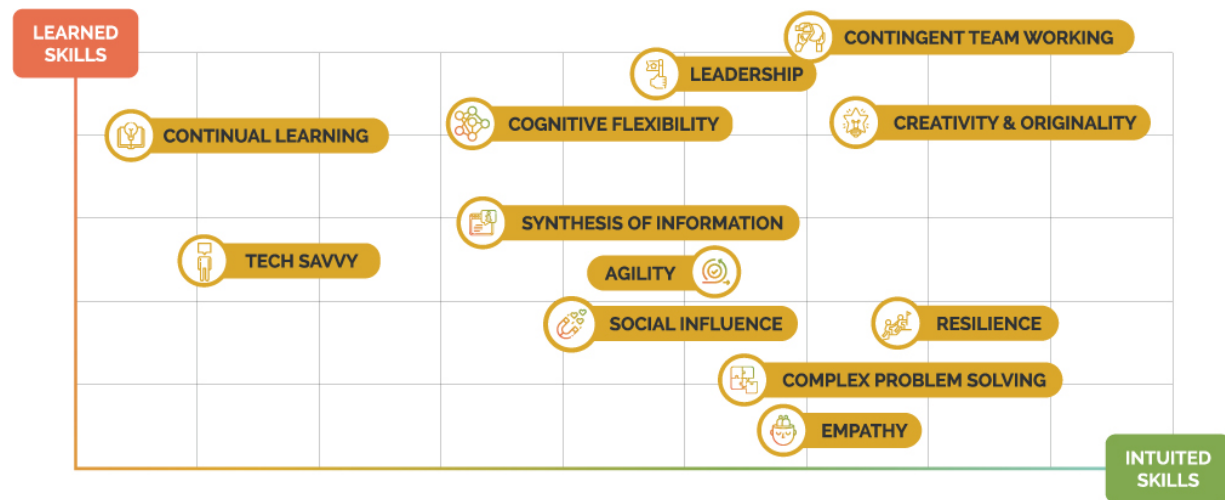 LEARNED
SKILLS
CONTINGENT TEAM WORKING
LEADERSHIP
CONTINUAL LEARNING
COGNITIVE FLEXIBILITY
CREATIVITY & ORIGINALITY
SYNTHESIS OF INFORMATION
TECH SAVVY
AGILITY
SOCIAL INFLUENCE
RESILIENCE
COMPLEX PROBLEM SOLVING
EMPATHY
INTUITED
SKILLS